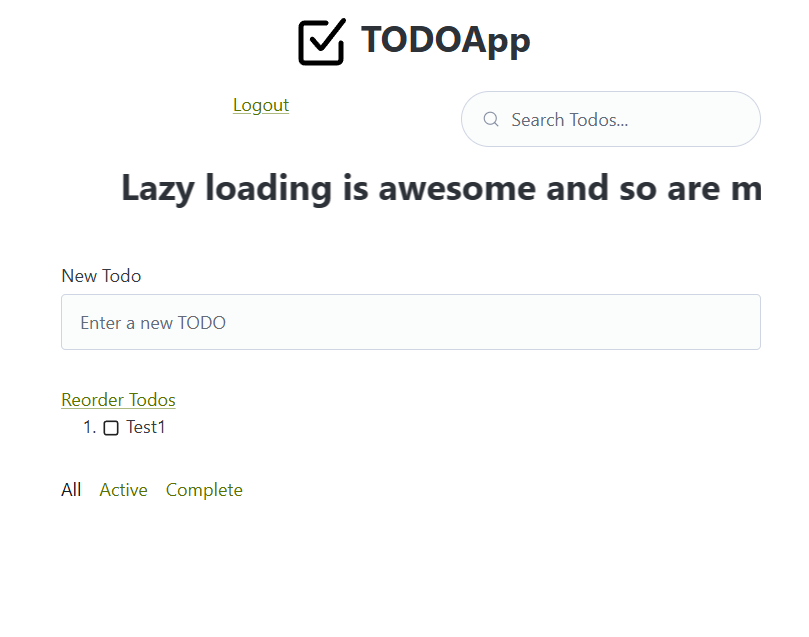 TODOApp
Logout
Search Todos...
Lazy loading is awesome and so are m
New Todo
Enter a new TODO
Reorder Todos
1. Test1
All Active Complete